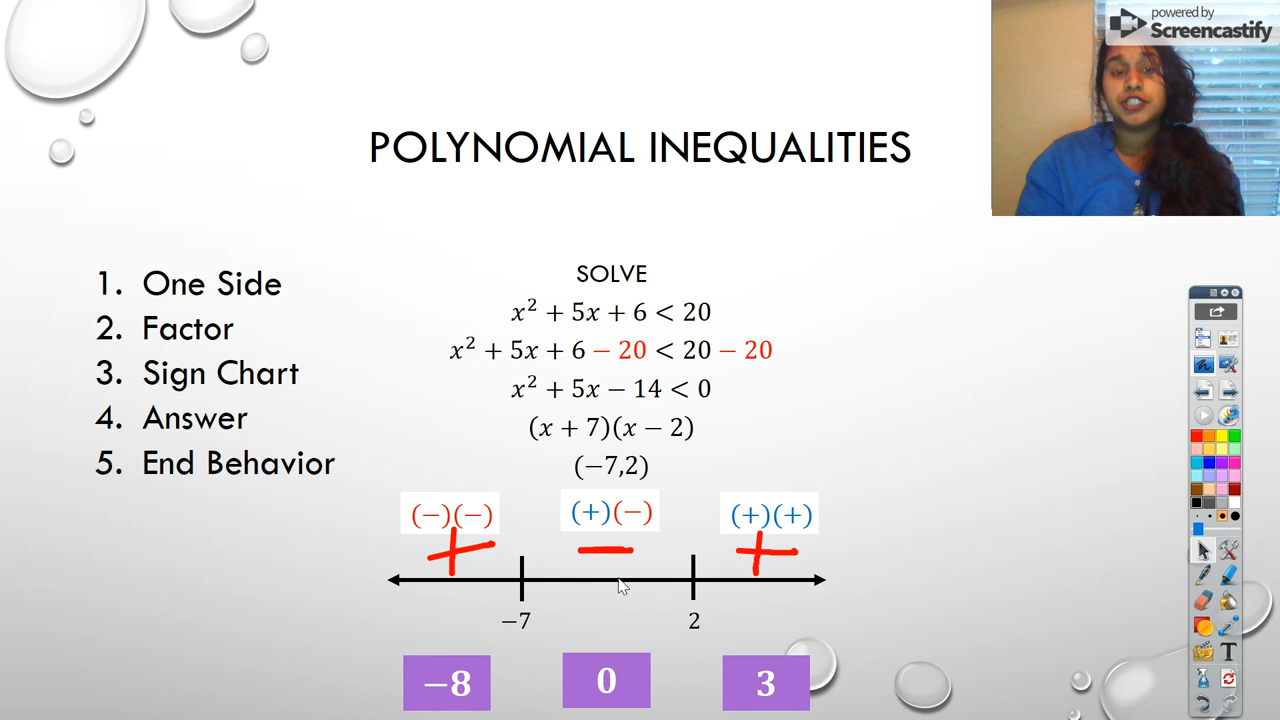 powered by
Screencastify
POLYNOMIAL INEQUALITIES
1. One Side
2. Factor
3. Sign Chart
4. Answer
5. End Behavior
SOLVE
x² + 5x + 6 < 20
x² + 5x + 6 − 20 < 20 − 20
x² + 5x − 14 < 0
(x + 7)(x − 2)
(−7,2)
(−)(−) (+)(−) (+)(+)
+ − +
−7 2
−8 0 3
T